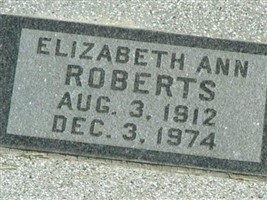 ELIZABETH ANN
ROBERTS
AUG. 3, 1912
DEC. 3, 1974